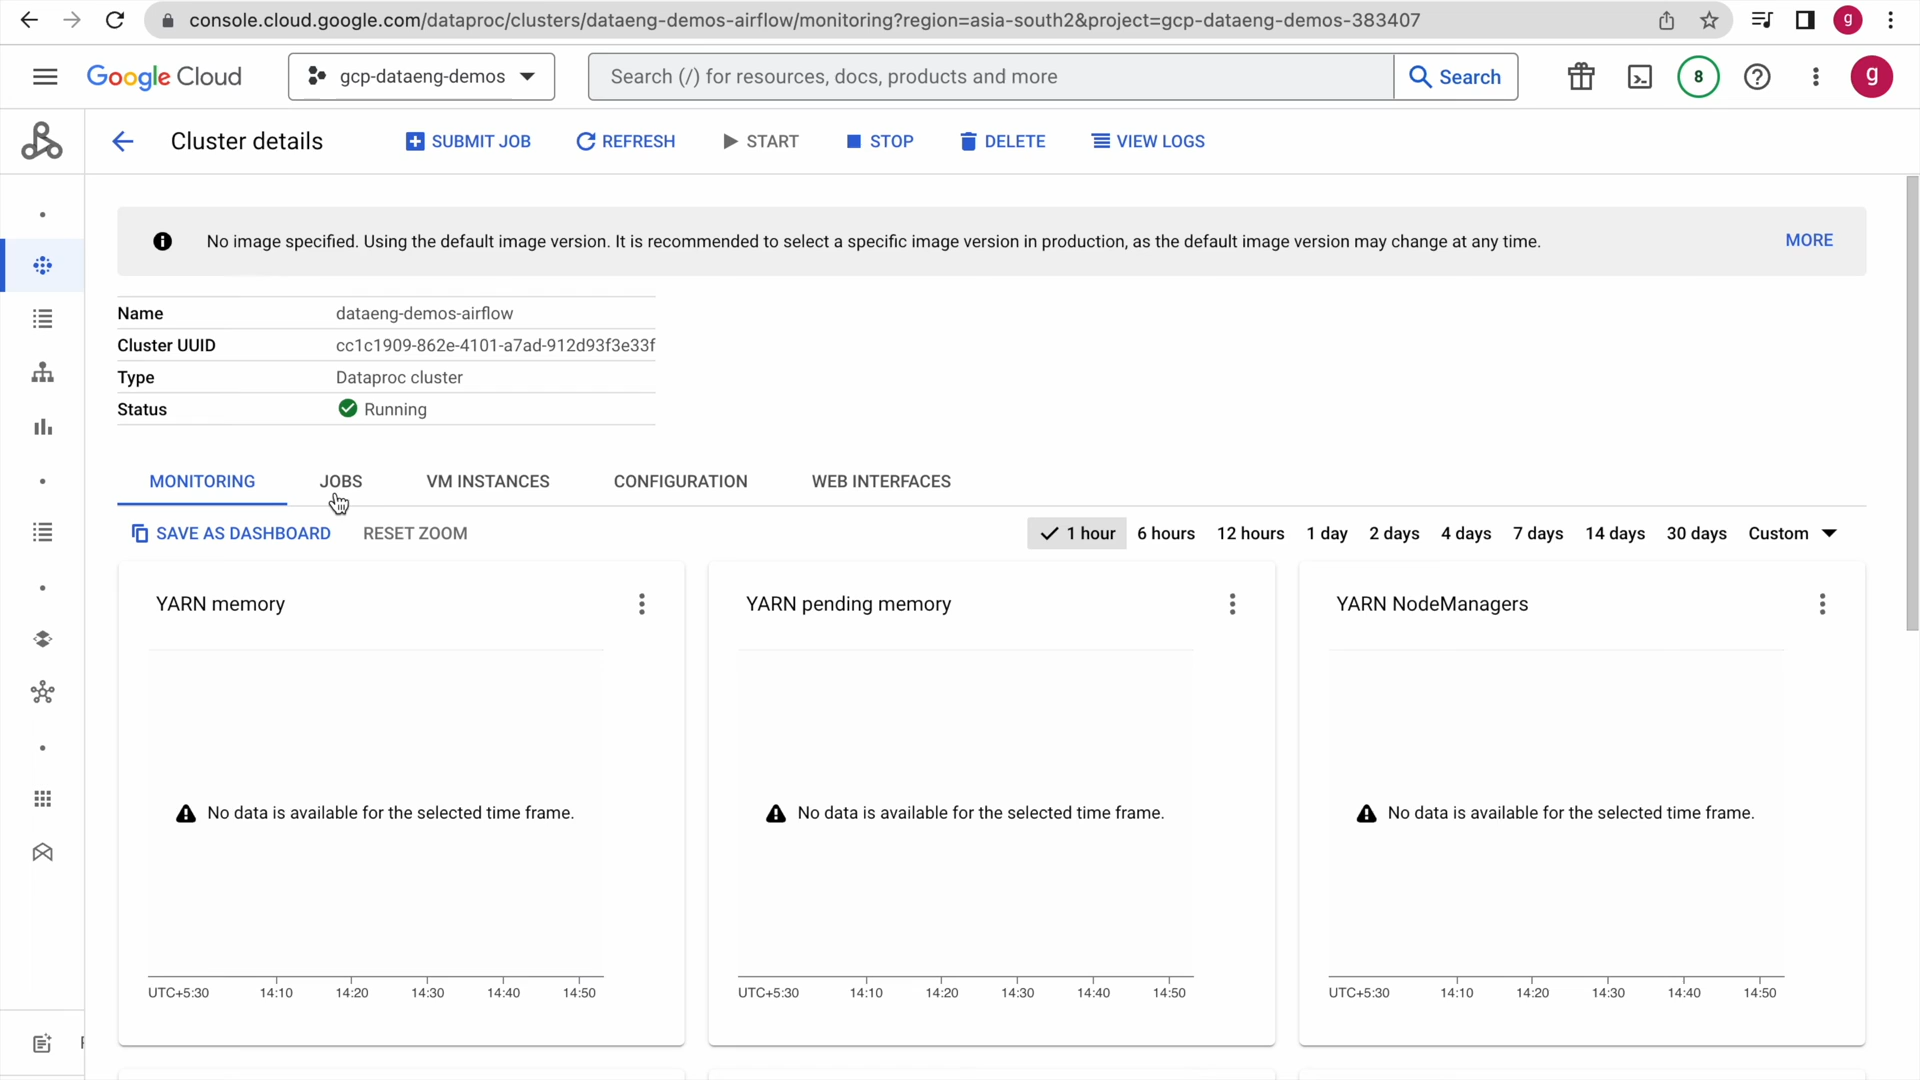 console.cloud.google.com/dataproc/clusters/dataeng-demos-airflow/monitoring?region=asia-south2&project=gcp-dataeng-demos-383407
g
Google Cloud
gcp-dataeng-demos
Search (/) for resources, docs, products and more
Search
8
g
Cluster details
SUBMIT JOB
REFRESH
START
STOP
DELETE
VIEW LOGS
No image specified. Using the default image version. It is recommended to select a specific image version in production, as the default image version may change at any time.
MORE
Name dataeng-demos-airflow
Cluster UUID cc1c1909-862e-4101-a7ad-912d93f3e33f
Type Dataproc cluster
Status Running
MONITORING JOBS VM INSTANCES CONFIGURATION WEB INTERFACES
SAVE AS DASHBOARD RESET ZOOM
1 hour 6 hours 12 hours 1 day 2 days 4 days 7 days 14 days 30 days Custom
YARN memory
No data is available for the selected time frame.
UTC+5:30 14:10 14:20 14:30 14:40 14:50
YARN pending memory
No data is available for the selected time frame.
UTC+5:30 14:10 14:20 14:30 14:40 14:50
YARN NodeManagers
No data is available for the selected time frame.
UTC+5:30 14:10 14:20 14:30 14:40 14:50